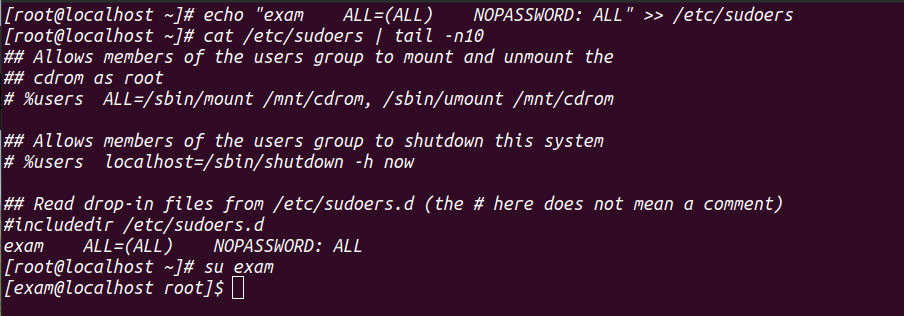 [root@localhost ~]# echo "exam    ALL=(ALL)    NOPASSWORD: ALL" >> /etc/sudoers
[root@localhost ~]# cat /etc/sudoers | tail -n10
## Allows members of the users group to mount and unmount the
## cdrom as root
# %users  ALL=/sbin/mount /mnt/cdrom, /sbin/umount /mnt/cdrom

## Allows members of the users group to shutdown this system
# %users  localhost=/sbin/shutdown -h now

## Read drop-in files from /etc/sudoers.d (the # here does not mean a comment)
#includedir /etc/sudoers.d
exam    ALL=(ALL)    NOPASSWORD: ALL
[root@localhost ~]# su exam
[exam@localhost root]$